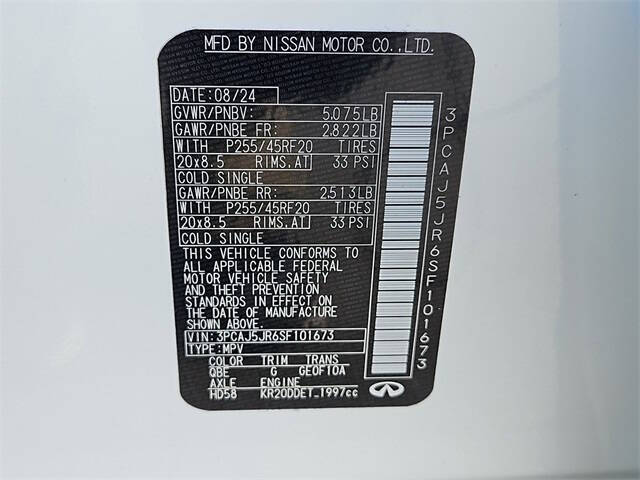 MFD BY NISSAN MOTOR CO.,LTD.
DATE:08/24
GVWR/PNBV: 5.075LB
GAWR/PNBE FR: 2.822LB
WITH P255/45RF20 TIRES
20x8.5 RIMS.AT 33 PSI
COLD SINGLE
GAWR/PNBE RR: 2.513LB
WITH P255/45RF20 TIRES
20x8.5 RIMS.AT 33 PSI
COLD SINGLE
THIS VEHICLE CONFORMS TO
ALL APPLICABLE FEDERAL
MOTOR VEHICLE SAFETY
AND THEFT PREVENTION
STANDARDS IN EFFECT ON
THE DATE OF MANUFACTURE
SHOWN ABOVE.
VIN: 3PCAJ5JR6SF101673
TYPE:MPV
COLOR TRIM TRANS
QBE G GE0F10A
AXLE ENGINE
HD58 KR20DDET 1997cc
3PCAJ5JR6SF101673